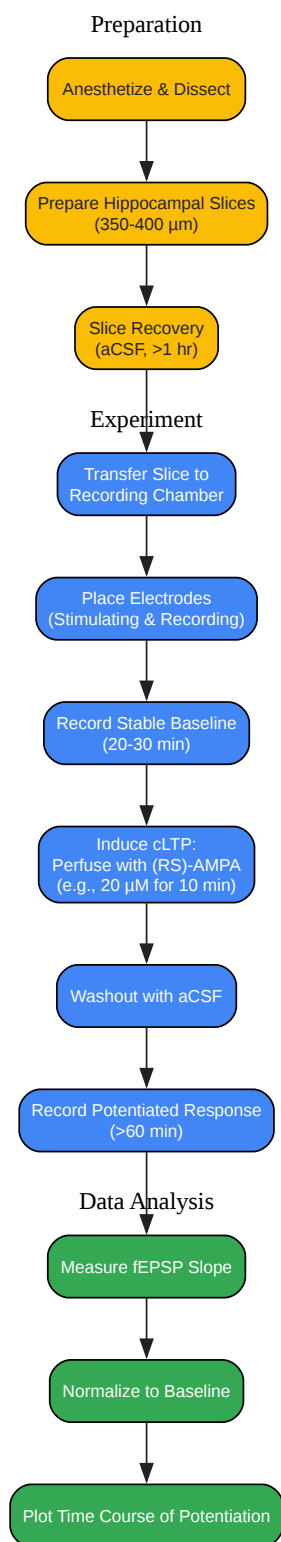 Preparation
Anesthetize & Dissect
Prepare Hippocampal Slices
(350-400 µm)
Slice Recovery
(aCSF, >1 hr)
Experiment
Transfer Slice to
Recording Chamber
Place Electrodes
(Stimulating & Recording)
Record Stable Baseline
(20-30 min)
Induce cLTP:
Perfuse with (RS)-AMPA
(e.g., 20 µM for 10 min)
Washout with aCSF
Record Potentiated Response
(>60 min)
Data Analysis
Measure fEPSP Slope
Normalize to Baseline
Plot Time Course of Potentiation